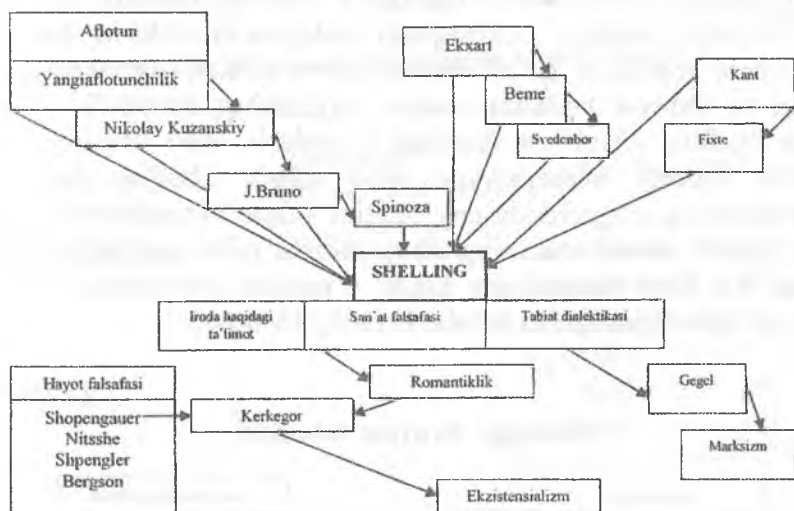 Aflotun
Yangiaflotunchilik
Nikolay Kuzanskiy
J.Bruno
Spinoza
Ekxart
Beme
Svedenbor
Kant
Fixte
SHELLING
Iroda haqidagi
ta'limot
San'at falsafasi
Tabiat dialektikasi
Romantiklik
Gegel
Marksizm
Hayot falsafasi
Shopengauer
Nitsshe
Shpengler
Bergson
Kerkegor
Ekzistensializm